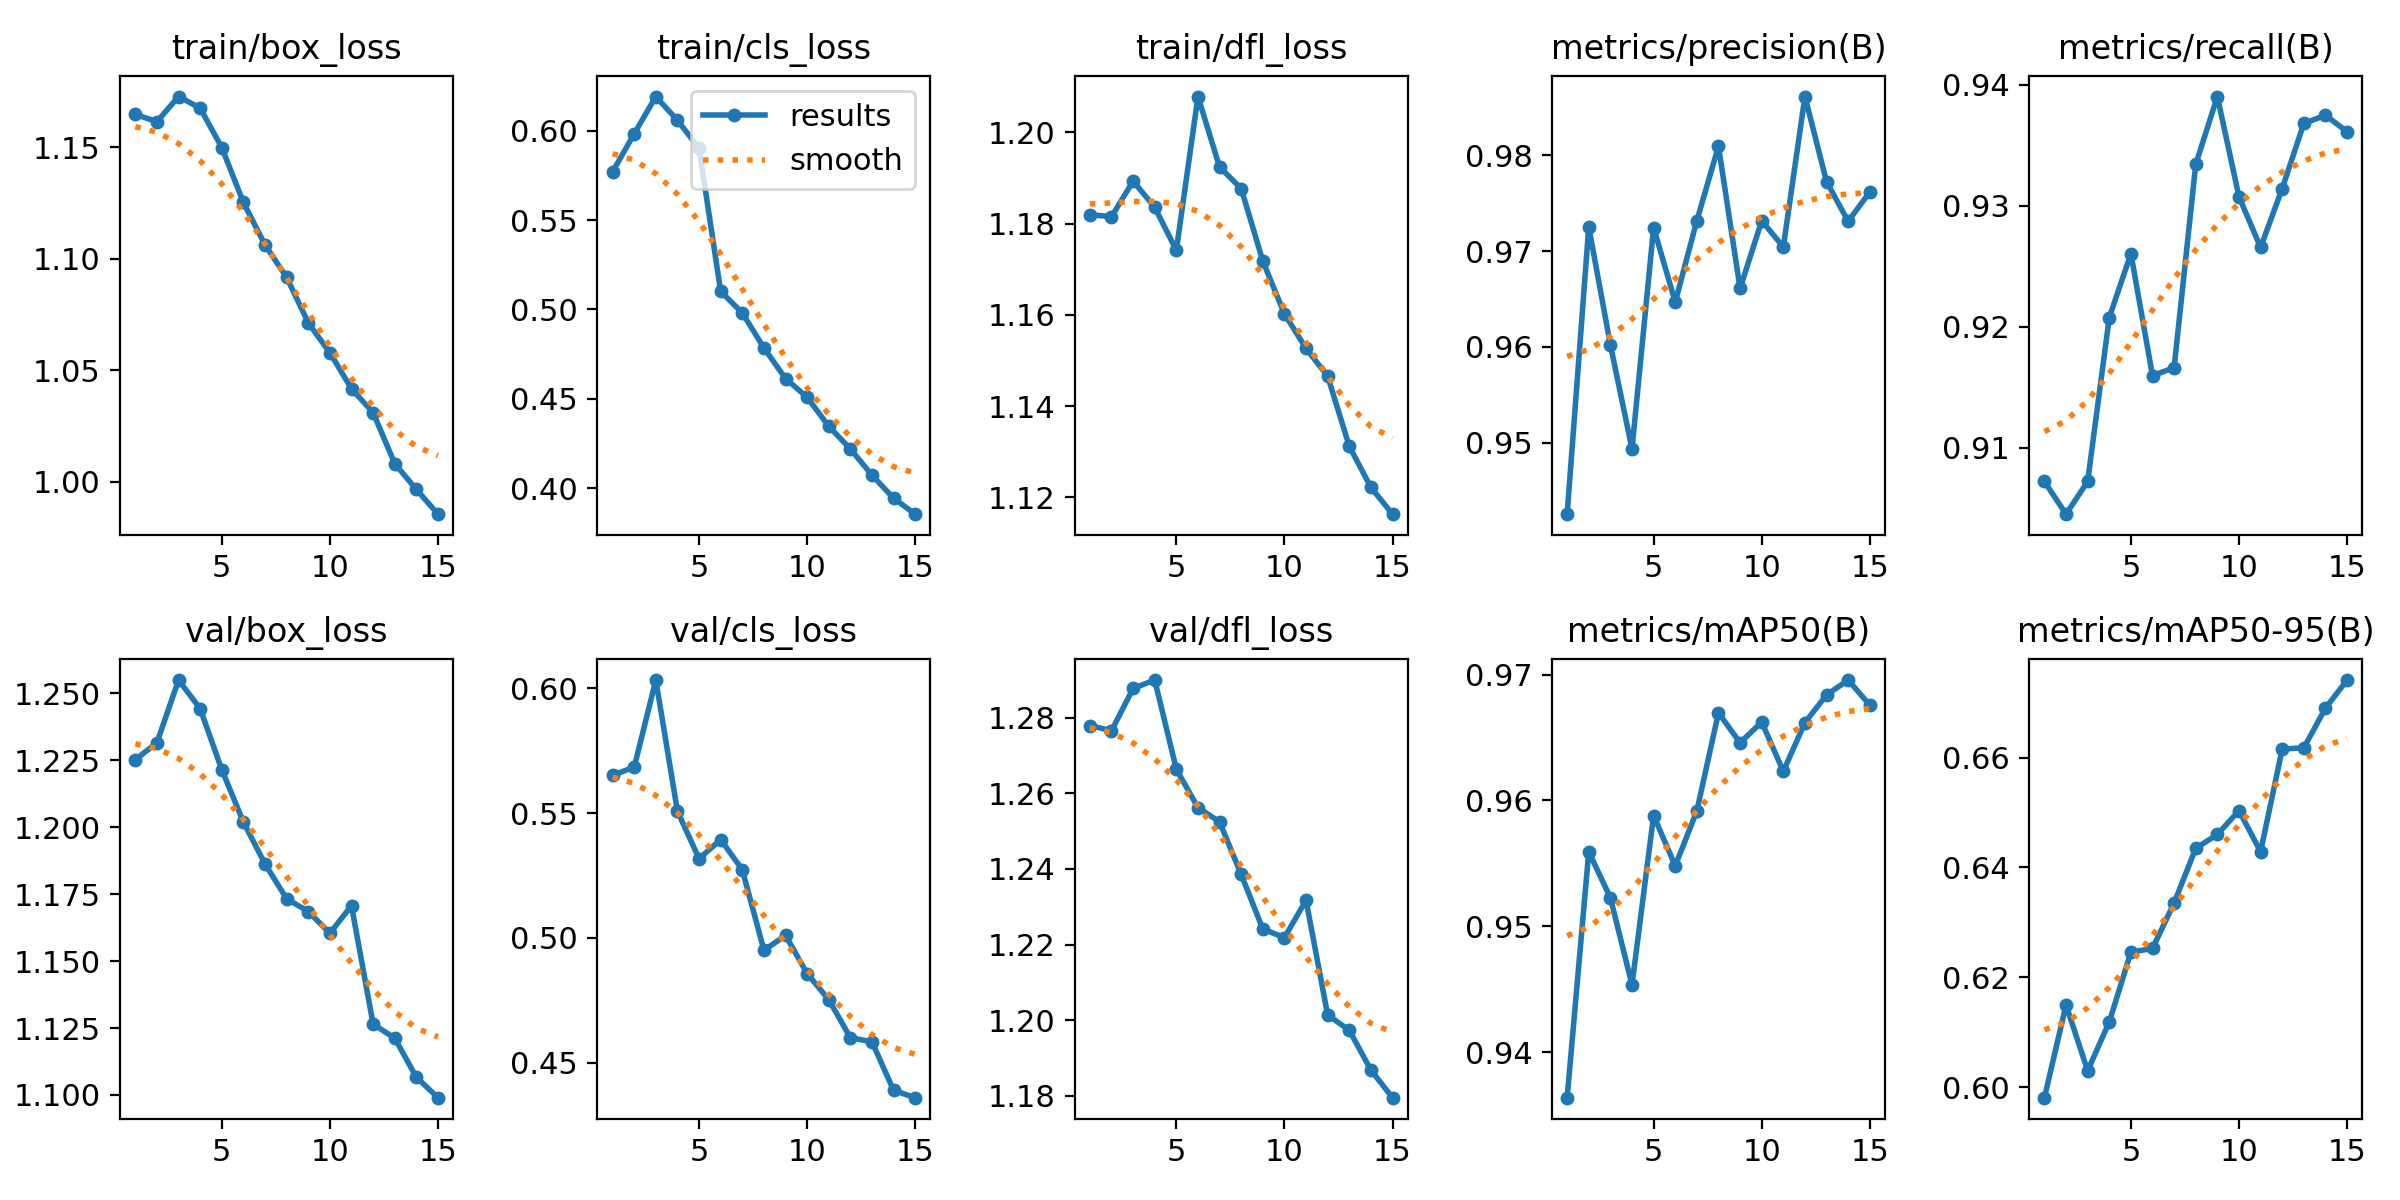 train/box_loss
1.15
1.10
1.05
1.00
5 10 15
train/cls_loss
0.60
0.55
0.50
0.45
0.40
results
smooth
5 10 15
train/dfl_loss
1.20
1.18
1.16
1.14
1.12
5 10 15
metrics/precision(B)
0.98
0.97
0.96
0.95
5 10 15
metrics/recall(B)
0.94
0.93
0.92
0.91
5 10 15
val/box_loss
1.250
1.225
1.200
1.175
1.150
1.125
1.100
5 10 15
val/cls_loss
0.60
0.55
0.50
0.45
5 10 15
val/dfl_loss
1.28
1.26
1.24
1.22
1.20
1.18
5 10 15
metrics/mAP50(B)
0.97
0.96
0.95
0.94
5 10 15
metrics/mAP50-95(B)
0.66
0.64
0.62
0.60
5 10 15